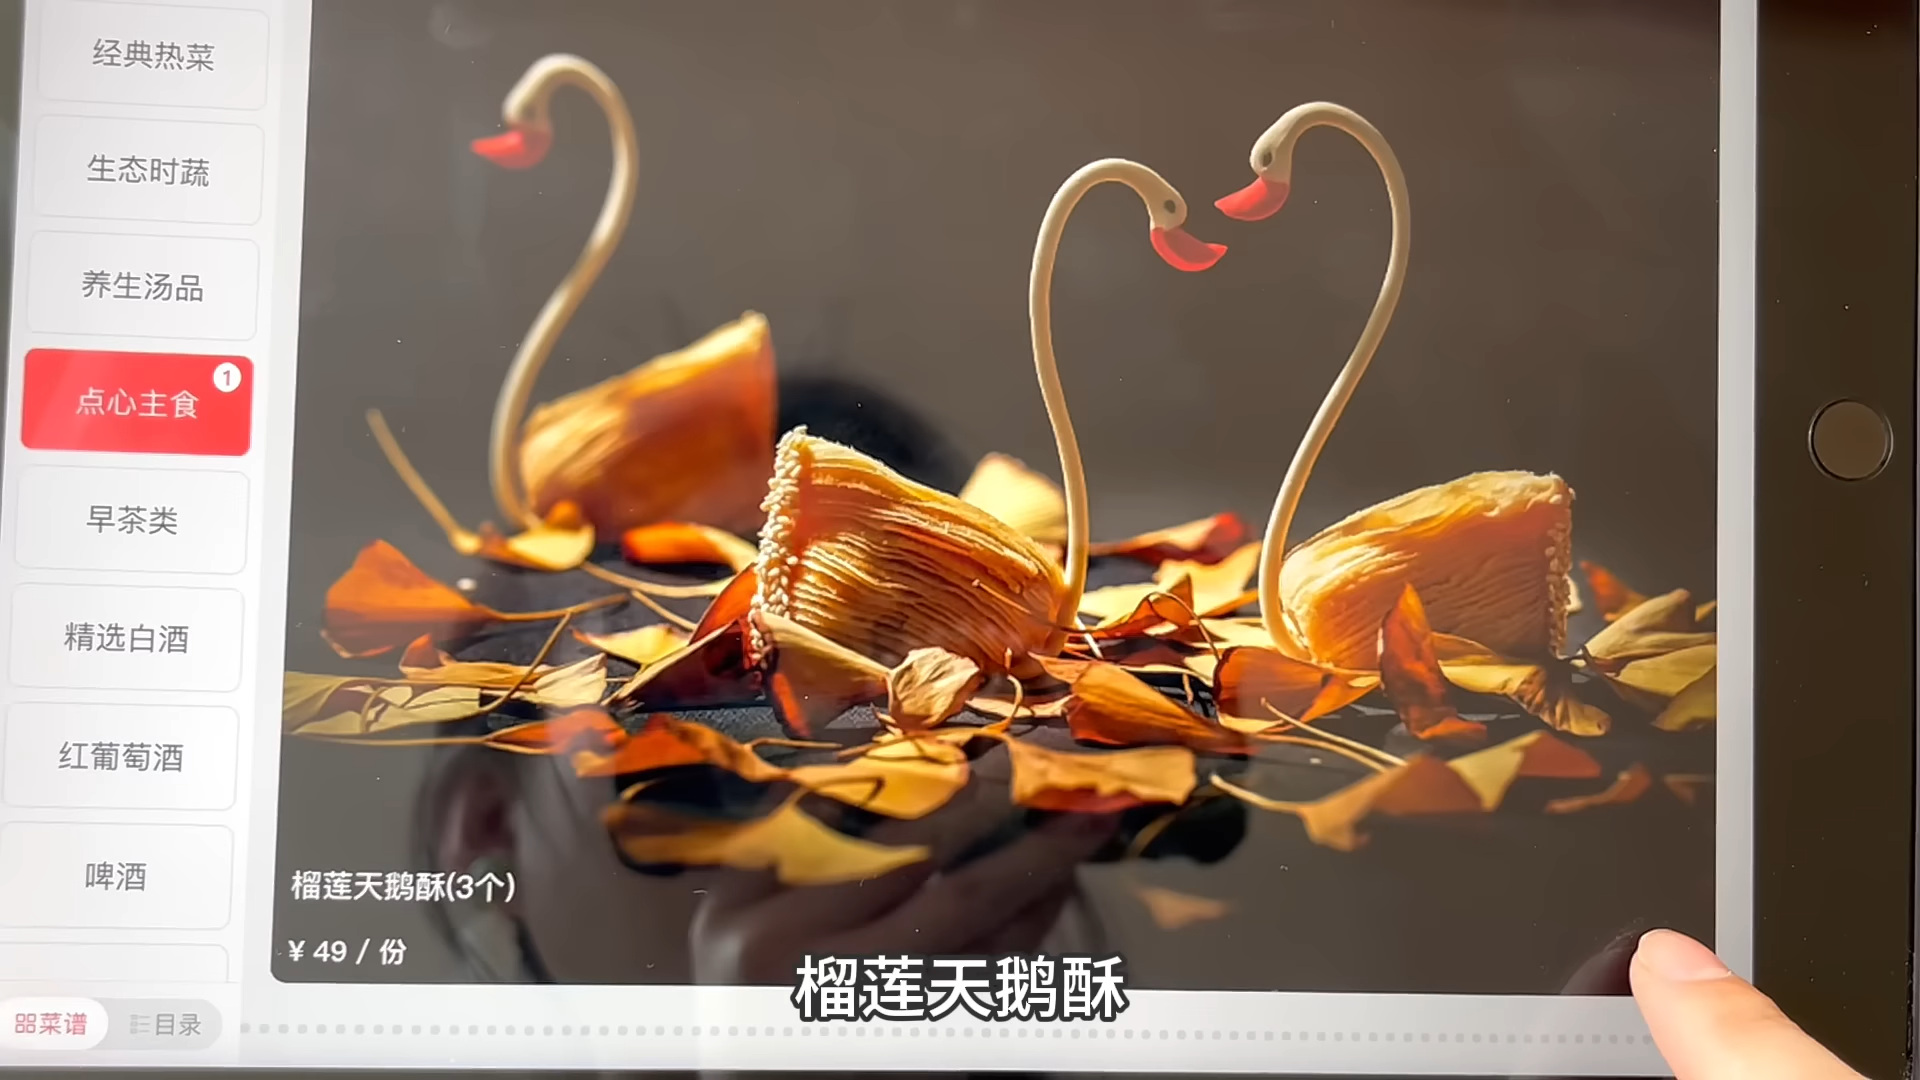 经典热菜
生态时蔬
养生汤品
点心主食
1
早茶类
精选白酒
红葡萄酒
啤酒
菜谱
目录
榴莲天鹅酥(3个)
¥ 49 / 份
榴莲天鹅酥